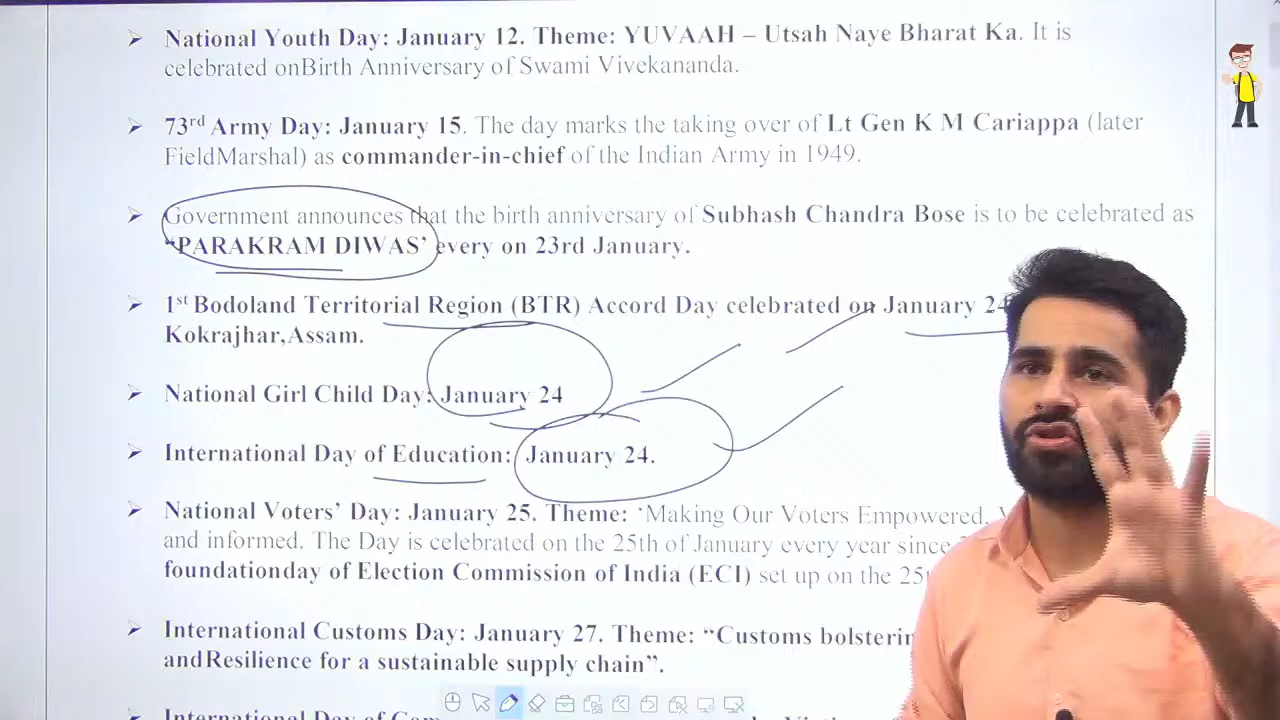 ➤ National Youth Day: January 12. Theme: YUVAAH – Utsah Naye Bharat Ka. It is
celebrated onBirth Anniversary of Swami Vivekananda.
➤ 73rd Army Day: January 15. The day marks the taking over of Lt Gen K M Cariappa (later
FieldMarshal) as commander-in-chief of the Indian Army in 1949.
➤ Government announces that the birth anniversary of Subhash Chandra Bose is to be celebrated as
“PARAKRAM DIWAS’ every on 23rd January.
➤ 1st Bodoland Territorial Region (BTR) Accord Day celebrated on January 24
Kokrajhar,Assam.
➤ National Girl Child Day: January 24
➤ International Day of Education: January 24.
➤ National Voters’ Day: January 25. Theme: ‘Making Our Voters Empowered,
and informed. The Day is celebrated on the 25th of January every year since
foundationday of Election Commission of India (ECI) set up on the
➤ International Customs Day: January 27. Theme: “Customs
andResilience for a sustainable supply chain”.
International Day of